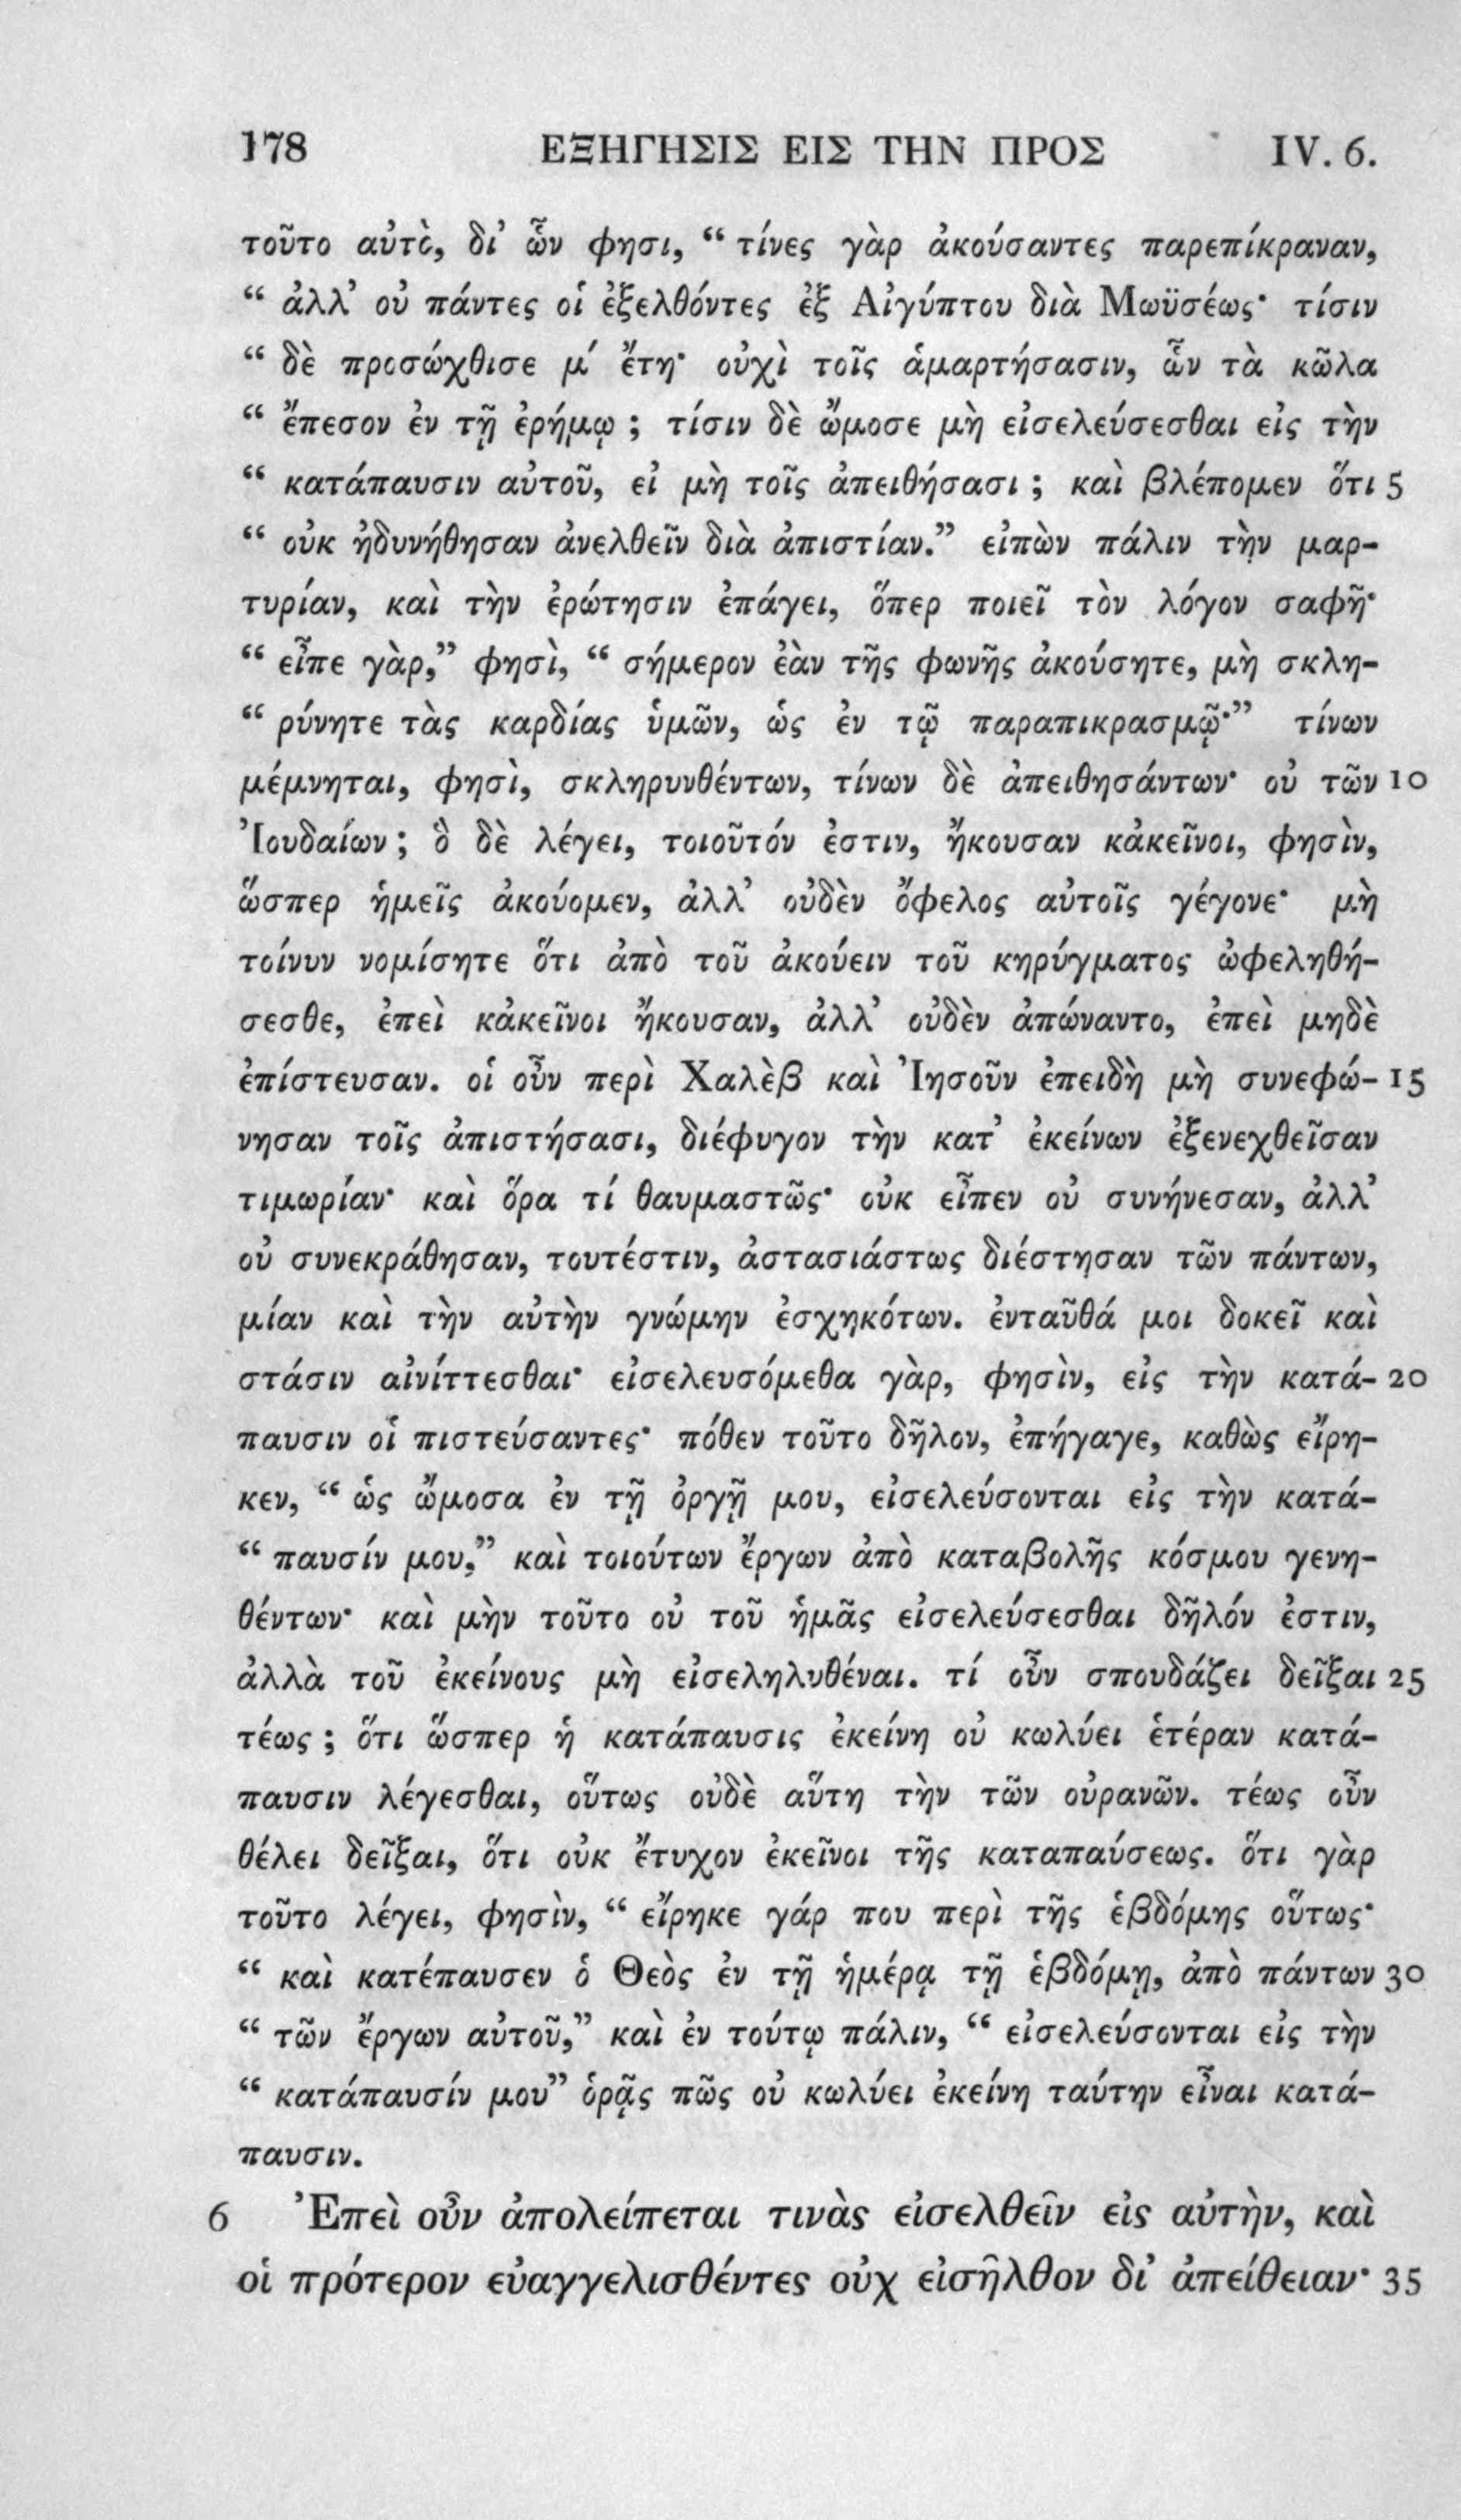 178 ΕΞΗΓΗΣΙΣ ΕΙΣ ΤΗΝ ΠΡΟΣ IV. 6.
τοῦτο αὐτὸ, δι᾿ ὧν φησι, “ τίνες γὰρ ἀκούσαντες παρεπίκραναν,
“ ἀλλ᾿ οὐ πάντες οἱ ἐξελθόντες ἐξ Αἰγύπτου διὰ Μωϋσέως· τίσιν
“ δὲ προσώχθισε μ΄ ἔτη· οὐχὶ τοῖς ἁμαρτήσασιν, ὧν τὰ κῶλα
“ ἔπεσον ἐν τῇ ἐρήμῳ ; τίσιν δὲ ὤμοσε μὴ εἰσελεύσεσθαι εἰς τὴν
“ κατάπαυσιν αὐτοῦ, εἰ μὴ τοῖς ἀπειθήσασι ; καὶ βλέπομεν ὅτι 5
“ οὐκ ἠδυνήθησαν ἀνελθεῖν διὰ ἀπιστίαν.” εἰπὼν πάλιν τὴν μαρ-
τυρίαν, καὶ τὴν ἐρώτησιν ἐπάγει, ὅπερ ποιεῖ τὸν λόγον σαφῆ·
“ εἶπε γὰρ,” φησὶ, “ σήμερον ἐὰν τῆς φωνῆς ἀκούσητε, μὴ σκλη-
“ ρύνητε τὰς καρδίας ὑμῶν, ὡς ἐν τῷ παραπικρασμῷ·” τίνων
μέμνηται, φησὶ, σκληρυνθέντων, τίνων δὲ ἀπειθησάντων· οὐ τῶν 10
Ἰουδαίων ; ὃ δὲ λέγει, τοιοῦτόν ἐστιν, ἤκουσαν κἀκεῖνοι, φησὶν,
ὥσπερ ἡμεῖς ἀκούομεν, ἀλλ᾿ οὐδὲν ὄφελος αὐτοῖς γέγονε· μὴ
τοίνυν νομίσητε ὅτι ἀπὸ τοῦ ἀκούειν τοῦ κηρύγματος ὠφεληθή-
σεσθε, ἐπεὶ κἀκεῖνοι ἤκουσαν, ἀλλ᾿ οὐδὲν ἀπώναντο, ἐπεὶ μηδὲ
ἐπίστευσαν. οἱ οὖν περὶ Χαλὲβ καὶ Ἰησοῦν ἐπειδὴ μὴ συνεφώ- 15
νησαν τοῖς ἀπιστήσασι, διέφυγον τὴν κατ᾿ ἐκείνων ἐξενεχθεῖσαν
τιμωρίαν· καὶ ὅρα τί θαυμαστῶς· οὐκ εἶπεν οὐ συνῄνεσαν, ἀλλ᾿
οὐ συνεκράθησαν, τουτέστιν, ἀστασιάστως διέστησαν τῶν πάντων,
μίαν καὶ τὴν αὐτὴν γνώμην ἐσχηκότων. ἐνταῦθά μοι δοκεῖ καὶ
στάσιν αἰνίττεσθαι· εἰσελευσόμεθα γὰρ, φησὶν, εἰς τὴν κατά- 20
παυσιν οἱ πιστεύσαντες· πόθεν τοῦτο δῆλον, ἐπήγαγε, καθὼς εἴρη-
κεν, “ ὡς ὤμοσα ἐν τῇ ὀργῇ μου, εἰσελεύσονται εἰς τὴν κατά-
“ παυσίν μου,” καὶ τοιούτων ἔργων ἀπὸ καταβολῆς κόσμου γενη-
θέντων· καὶ μὴν τοῦτο οὐ τοῦ ἡμᾶς εἰσελεύσεσθαι δῆλόν ἐστιν,
ἀλλὰ τοῦ ἐκείνους μὴ εἰσεληλυθέναι. τί οὖν σπουδάζει δεῖξαι 25
τέως ; ὅτι ὥσπερ ἡ κατάπαυσις ἐκείνη οὐ κωλύει ἑτέραν κατά-
παυσιν λέγεσθαι, οὕτως οὐδὲ αὕτη τὴν τῶν οὐρανῶν. τέως οὖν
θέλει δεῖξαι, ὅτι οὐκ ἔτυχον ἐκεῖνοι τῆς καταπαύσεως. ὅτι γὰρ
τοῦτο λέγει, φησὶν, “ εἴρηκε γάρ που περὶ τῆς ἑβδόμης οὕτως·
“ καὶ κατέπαυσεν ὁ Θεὸς ἐν τῇ ἡμέρᾳ τῇ ἑβδόμῃ, ἀπὸ πάντων 30
“ τῶν ἔργων αὐτοῦ,” καὶ ἐν τούτῳ πάλιν, “ εἰσελεύσονται εἰς τὴν
“ κατάπαυσίν μου” ὁρᾷς πῶς οὐ κωλύει ἐκείνη ταύτην εἶναι κατά-
παυσιν.
6 Ἐπεὶ οὖν ἀπολείπεται τινὰς εἰσελθεῖν εἰς αὐτὴν, καὶ
οἱ πρότερον εὐαγγελισθέντες οὐχ εἰσῆλθον δι᾿ ἀπείθειαν· 35